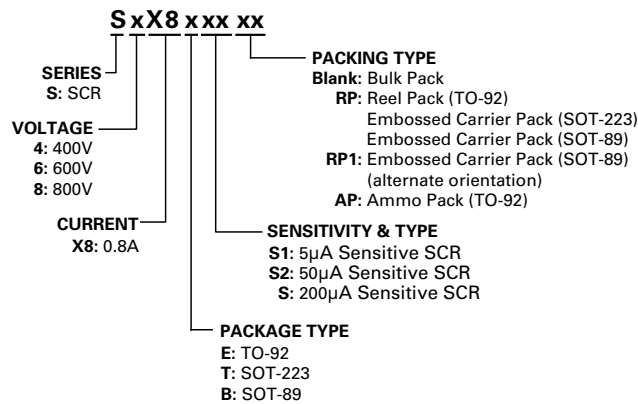 SxX8xxxxx
PACKING TYPE
Blank: Bulk Pack
RP: Reel Pack (TO-92)
Embossed Carrier Pack (SOT-223)
Embossed Carrier Pack (SOT-89)
RP1: Embossed Carrier Pack (SOT-89)
(alternate orientation)
AP: Ammo Pack (TO-92)
SERIES
S: SCR
VOLTAGE
4: 400V
6: 600V
8: 800V
CURRENT
X8: 0.8A
SENSITIVITY & TYPE
S1: 5µA Sensitive SCR
S2: 50µA Sensitive SCR
S: 200µA Sensitive SCR
PACKAGE TYPE
E: TO-92
T: SOT-223
B: SOT-89